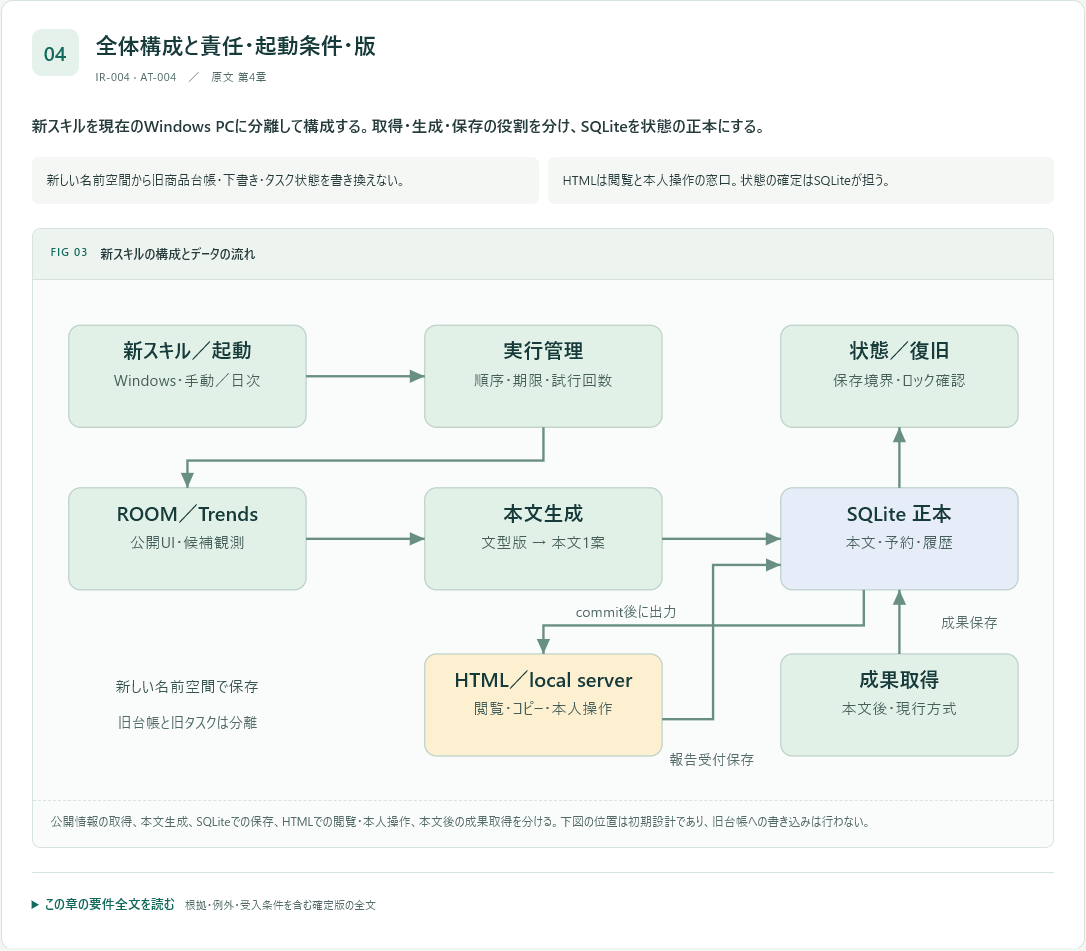 04
全体構成と責任・起動条件・版
IR-004・AT-004 ／ 原文 第4章
新スキルを現在のWindows PCに分離して構成する。取得・生成・保存の役割を分け、SQLiteを状態の正本にする。
新しい名前空間から旧商品台帳・下書き・タスク状態を書き換えない。
HTMLは閲覧と本人操作の窓口。状態の確定はSQLiteが担う。
FIG 03 新スキルの構成とデータの流れ
新スキル／起動
Windows・手動／日次
実行管理
順序・期限・試行回数
状態／復旧
保存境界・ロック確認
ROOM／Trends
公開UI・候補観測
本文生成
文型版 → 本文1案
SQLite 正本
本文・予約・履歴
commit後に出力
成果保存
新しい名前空間で保存
旧台帳と旧タスクは分離
HTML／local server
閲覧・コピー・本人操作
成果取得
本文後・現行方式
報告受付保存
公開情報の取得、本文生成、SQLiteでの保存、HTMLでの閲覧・本人操作、本文後の成果取得を分ける。下図の位置は初期設計であり、旧台帳への書き込みは行わない。
▶ この章の要件全文を読む 根拠・例外・受入条件を含む確定版の全文